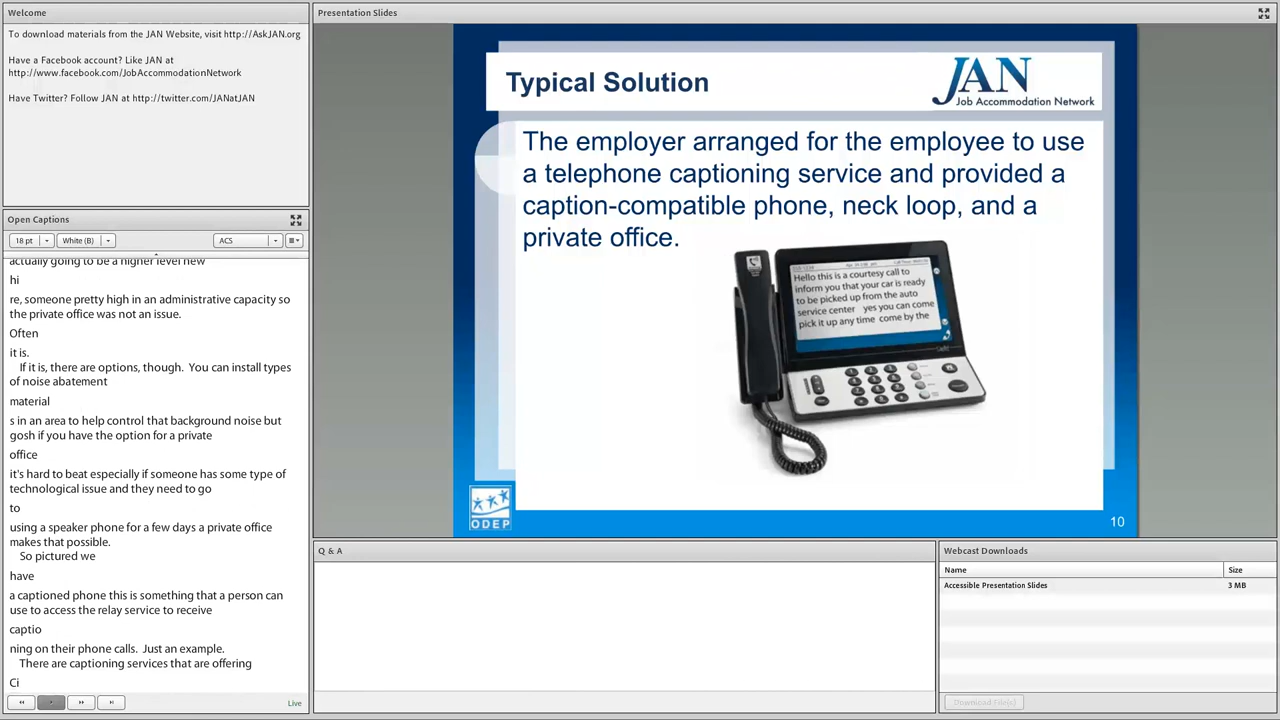 Welcome
To download materials from the JAN Website, visit http://AskJAN.org
Have a Facebook account? Like JAN at
http://www.facebook.com/JobAccommodationNetwork
Have Twitter? Follow JAN at http://twitter.com/JANatJAN
Open Captions
18 pt
White (B)
ACS
actually going to be a higher level new
hi
re, someone pretty high in an administrative capacity so
the private office was not an issue.
Often
it is.
If it is, there are options, though. You can install types
of noise abatement
material
s in an area to help control that background noise but
gosh if you have the option for a private
office
it's hard to beat especially if someone has some type of
technological issue and they need to go
to
using a speaker phone for a few days a private office
makes that possible.
So pictured we
have
a captioned phone this is something that a person can
use to access the relay service to receive
captio
ning on their phone calls. Just an example.
There are captioning services that are offering
Ci
Live
Presentation Slides
Typical Solution
JAN
Job Accommodation Network
The employer arranged for the employee to use
a telephone captioning service and provided a
caption-compatible phone, neck loop, and a
private office.
Hello this is a courtesy call to
inform you that your car is ready
to be picked up from the auto
service center yes you can come
pick it up any time come by the
ODEP
10
Q & A
Webcast Downloads
Name
Size
Accessible Presentation Slides
3 MB
Download File(s)